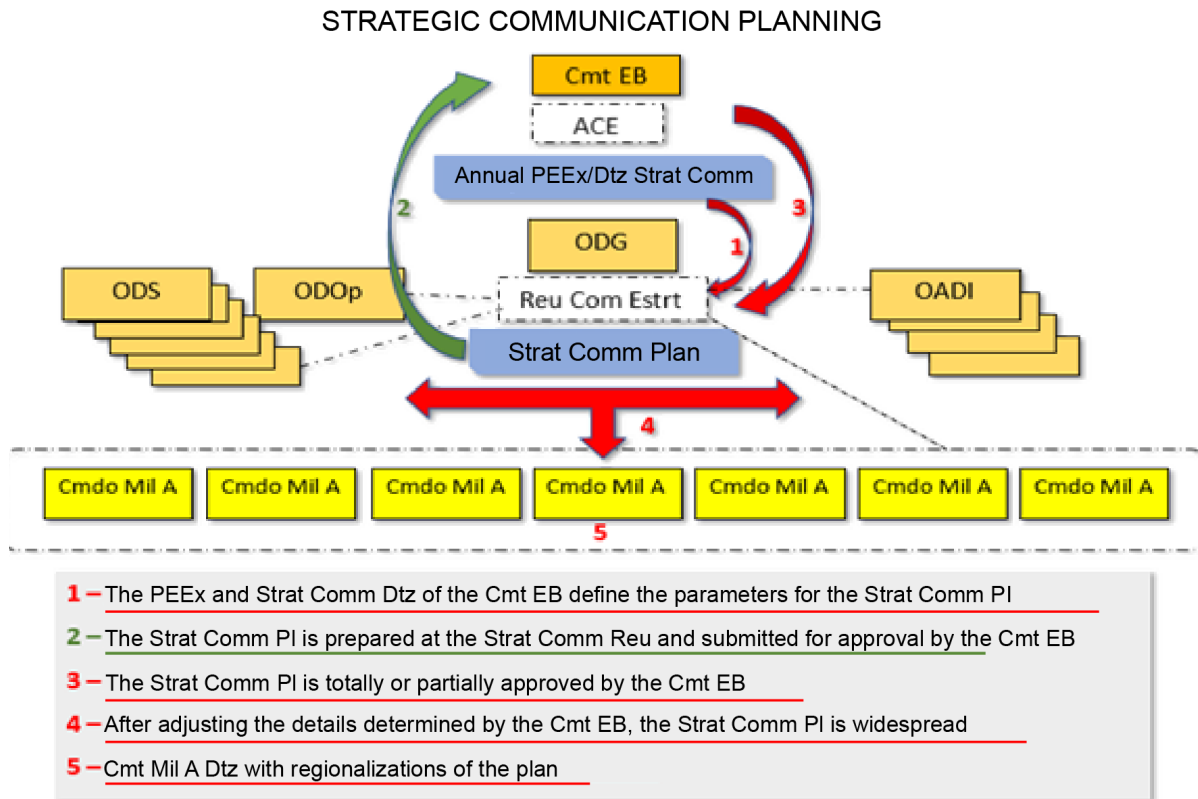 STRATEGIC COMMUNICATION PLANNING
Cmt EB
ACE
Annual PEEx/Dtz Strat Comm
2
3
ODG
1
ODS
ODOp
Reu Com Estrt
OADI
Strat Comm Plan
4
Cmdo Mil A
Cmdo Mil A
Cmdo Mil A
Cmdo Mil A
Cmdo Mil A
Cmdo Mil A
Cmdo Mil A
5
1 – The PEEx and Strat Comm Dtz of the Cmt EB define the parameters for the Strat Comm Pl
2 – The Strat Comm Pl is prepared at the Strat Comm Reu and submitted for approval by the Cmt EB
3 – The Strat Comm Pl is totally or partially approved by the Cmt EB
4 – After adjusting the details determined by the Cmt EB, the Strat Comm Pl is widespread
5 – Cmt Mil A Dtz with regionalizations of the plan